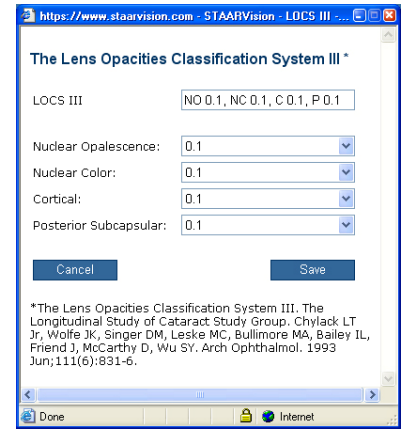 https://www.staarvision.com - STAARVision - LOCS III -...
The Lens Opacities Classification System III *
LOCS III
NO 0.1, NC 0.1, C 0.1, P 0.1
Nuclear Opalescence: 0.1
Nuclear Color: 0.1
Cortical: 0.1
Posterior Subcapsular: 0.1
Cancel Save
*The Lens Opacities Classification System III. The
Longitudinal Study of Cataract Study Group. Chylack LT
Jr, Wolfe JK, Singer DM, Leske MC, Bullimore MA, Bailey IL,
Friend J, McCarthy D, Wu SY. Arch Ophthalmol. 1993
Jun;111(6):831-6.
Done Internet